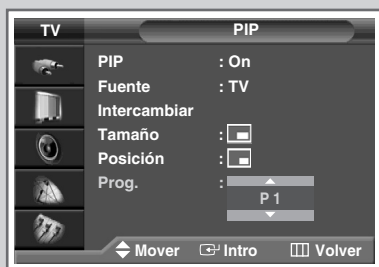 TV PIP
PIP : On
Fuente : TV
Intercambiar
Tamaño :
Posición :
Prog. :
P 1
Mover Intro Volver